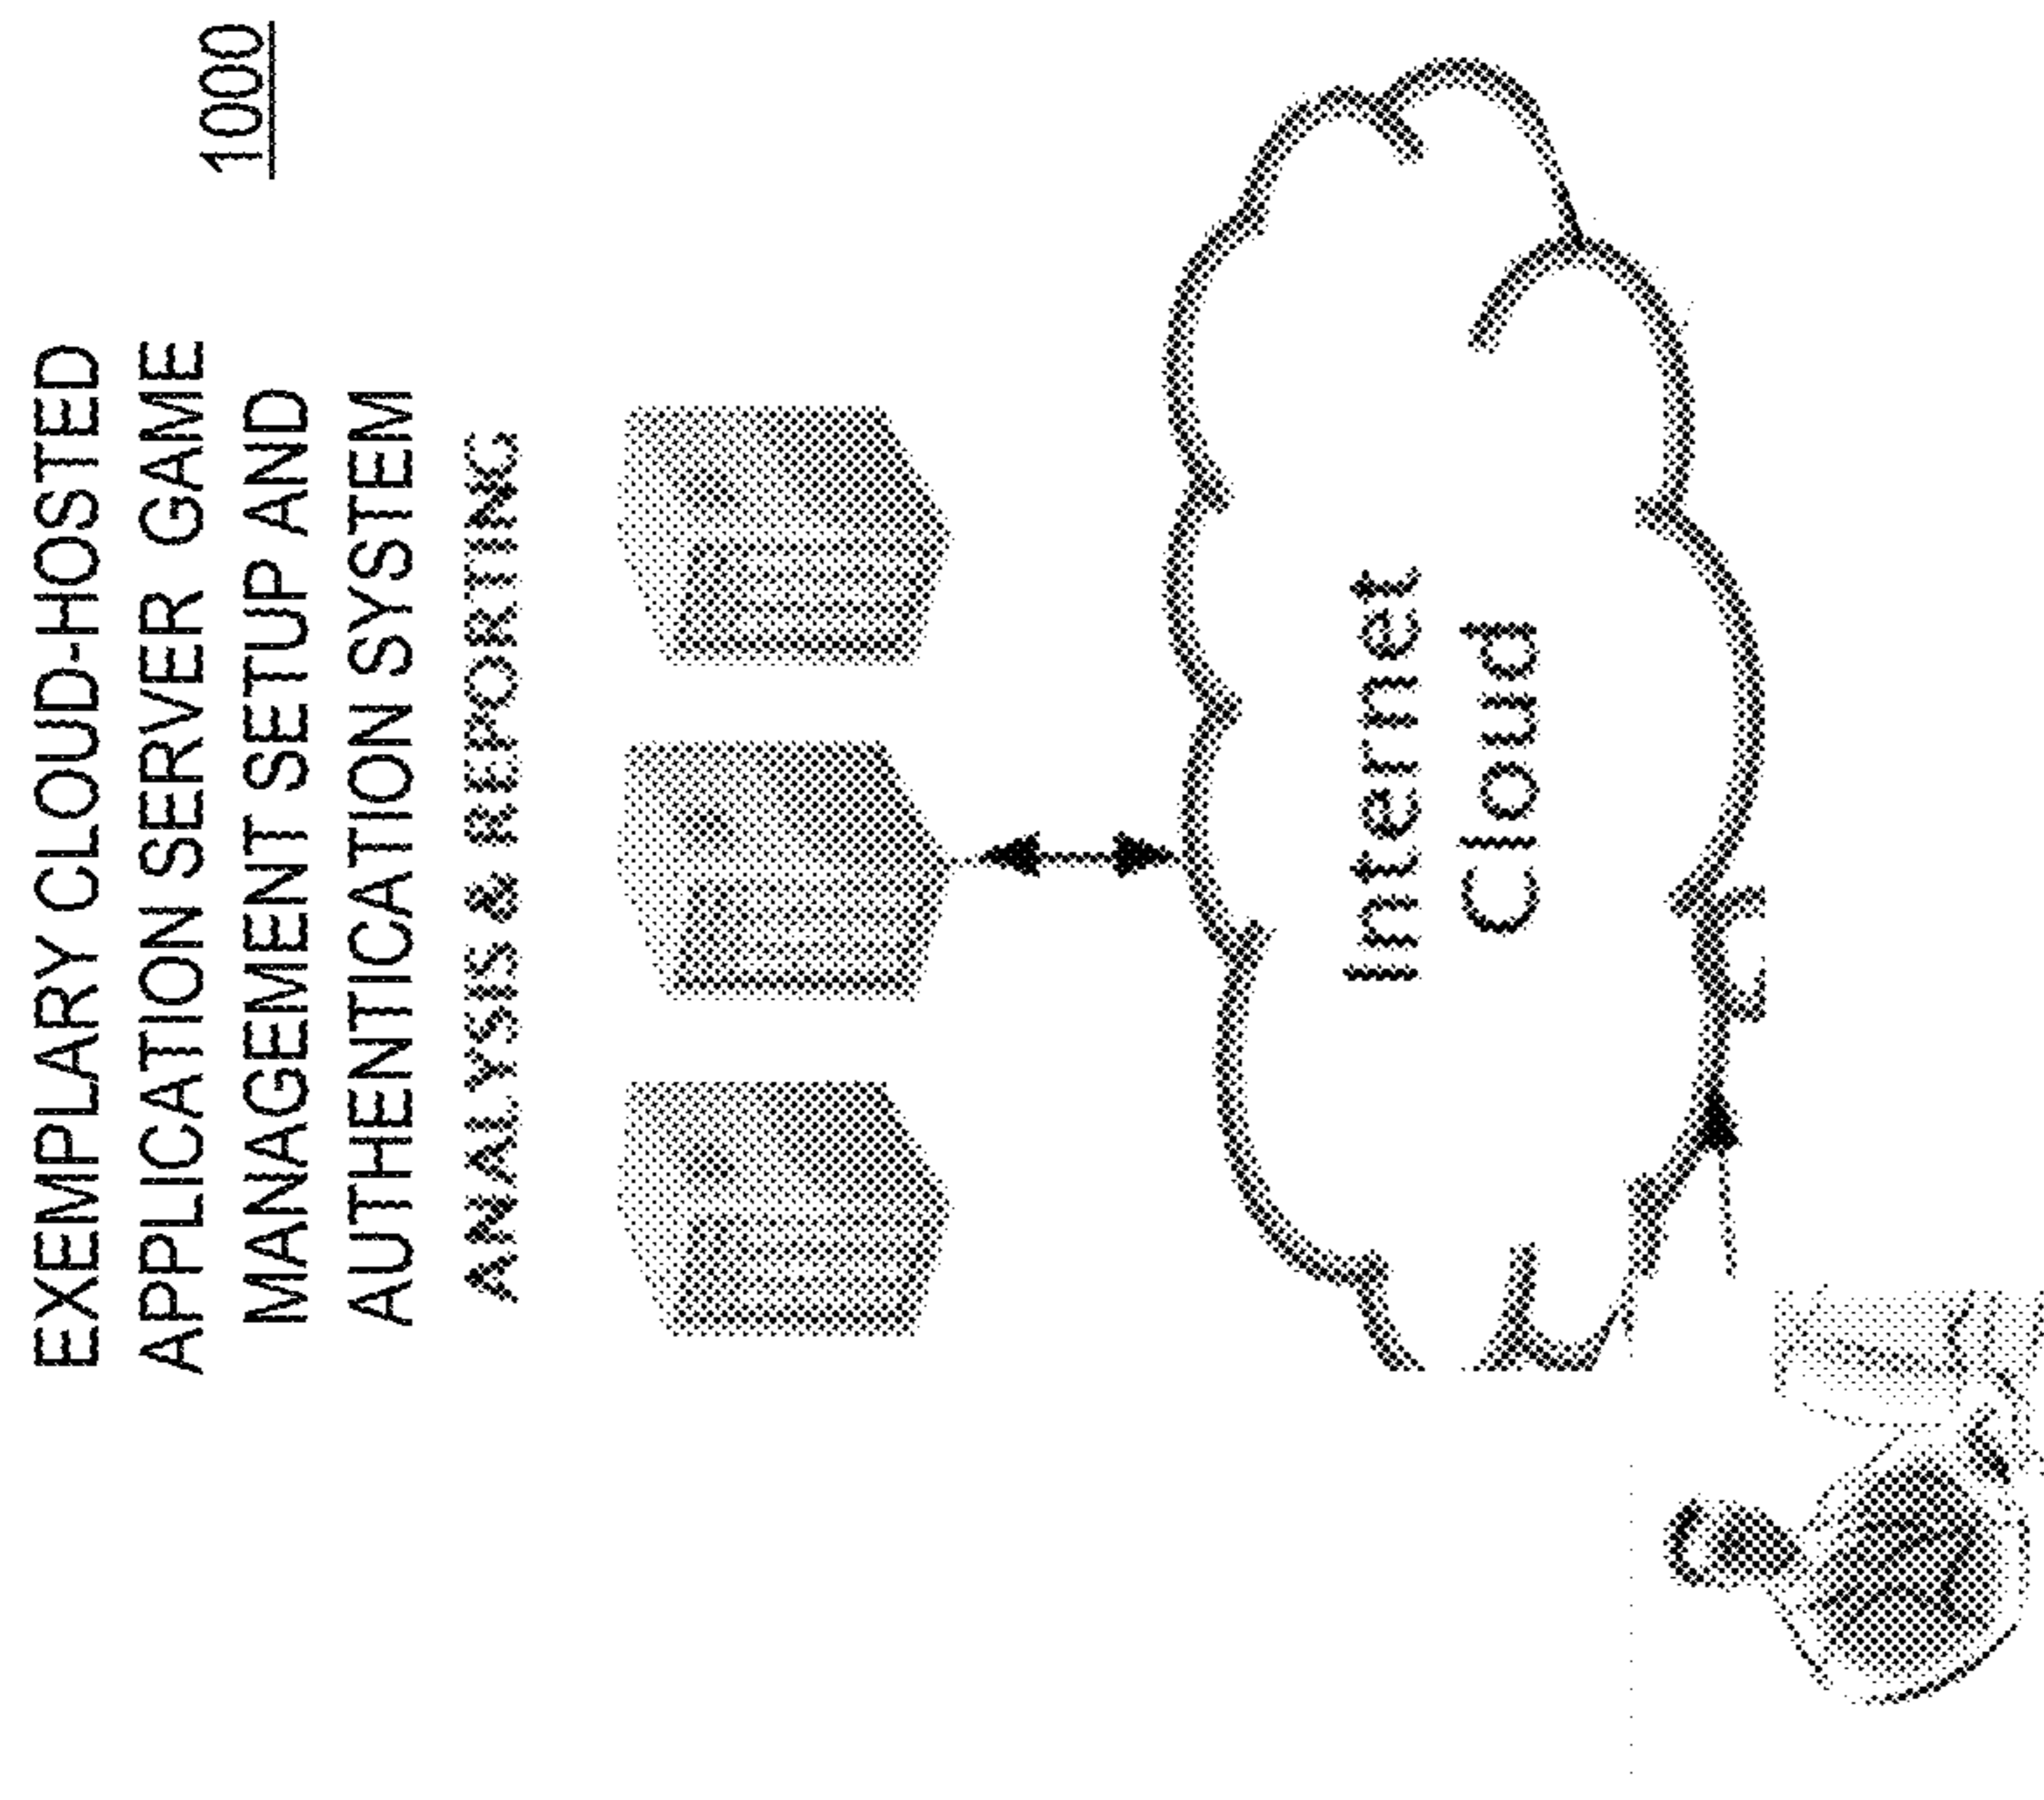 EXEMPLARY CLOUD-HOSTED
APPLICATION SERVER GAME
MANAGEMENT SETUP AND
AUTHENTICATION SYSTEM
1000
ANALYSIS & REPORTING
Internet
Cloud